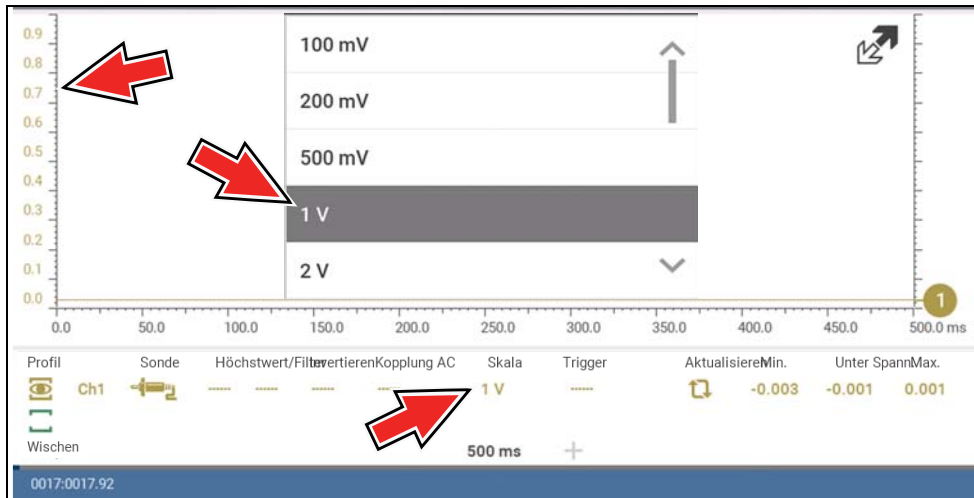 0.9
0.8
0.7
0.6
0.5
0.4
0.3
0.2
0.1
0.0
100 mV
200 mV
500 mV
1 V
2 V
1
0.0 50.0 100.0 150.0 200.0 250.0 300.0 350.0 400.0 450.0 500.0 ms
Profil Sonde Höchstwert/Filter Invertieren Kopplung AC Skala Trigger Aktualisieren Min. Unter Spann Max.
Ch1 ------ ------ ------ ------ 1 V ------ -0.003 -0.001 0.001
Wischen
500 ms +
0017:0017.92